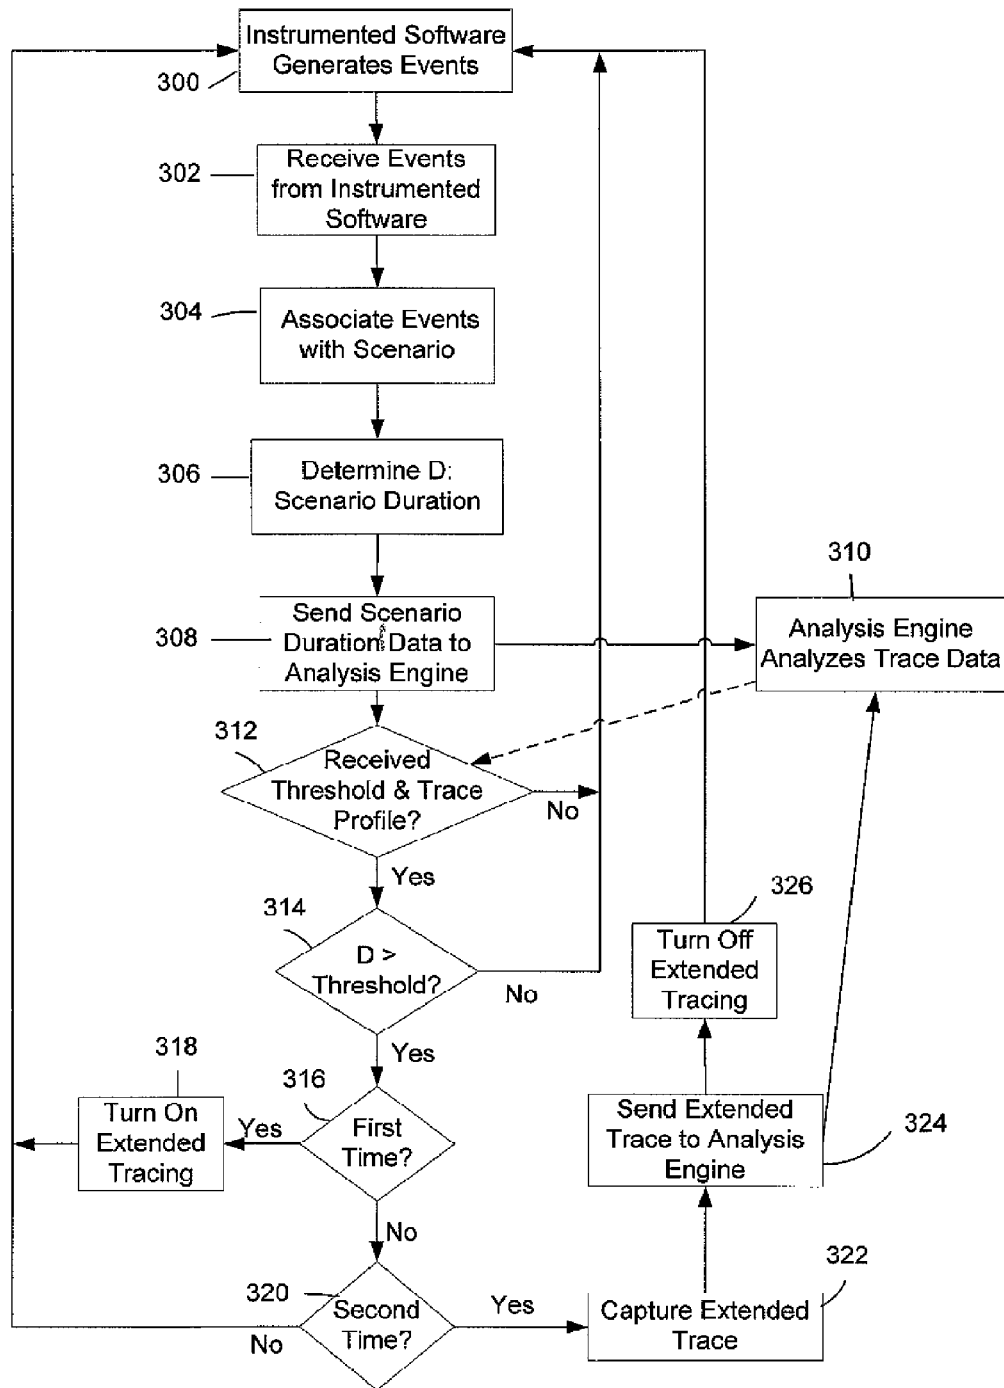 Instrumented Software
Generates Events
300
302
Receive Events
from Instrumented
Software
304
Associate Events
with Scenario
306
Determine D:
Scenario Duration
310
308
Send Scenario
Duration Data to
Analysis Engine
Analysis Engine
Analyzes Trace Data
312
Received
Threshold & Trace
Profile?
No
Yes
314
D >
Threshold?
No
326
Turn Off
Extended
Tracing
Yes
318
316
Turn On
Extended
Tracing
Yes
First
Time?
Send Extended
Trace to Analysis
Engine
324
No
322
320
Second
Time?
Yes
No
Capture Extended
Trace